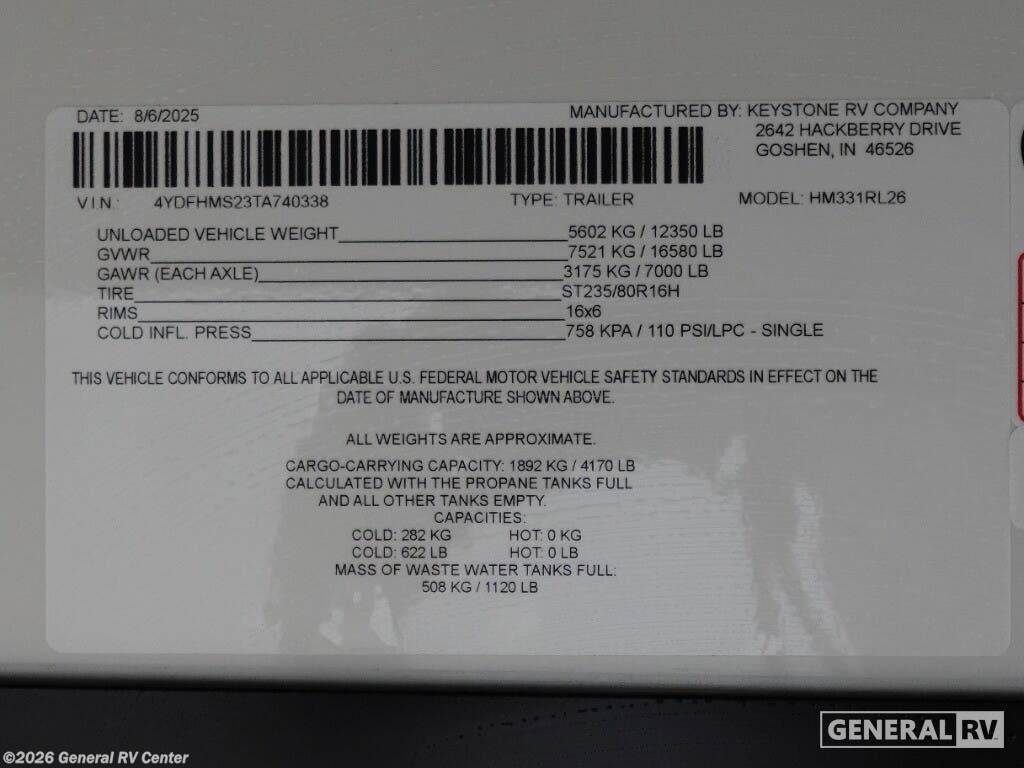 DATE: 8/6/2025
MANUFACTURED BY: KEYSTONE RV COMPANY
2642 HACKBERRY DRIVE
GOSHEN, IN 46526
V I N : 4YDFHMS23TA740338 TYPE: TRAILER MODEL: HM331RL26
UNLOADED VEHICLE WEIGHT 5602 KG / 12350 LB
GVWR 7521 KG / 16580 LB
GAWR (EACH AXLE) 3175 KG / 7000 LB
TIRE ST235/80R16H
RIMS 16x6
COLD INFL. PRESS 758 KPA / 110 PSI/LPC - SINGLE
THIS VEHICLE CONFORMS TO ALL APPLICABLE U.S. FEDERAL MOTOR VEHICLE SAFETY STANDARDS IN EFFECT ON THE
DATE OF MANUFACTURE SHOWN ABOVE.
ALL WEIGHTS ARE APPROXIMATE.
CARGO-CARRYING CAPACITY: 1892 KG / 4170 LB
CALCULATED WITH THE PROPANE TANKS FULL
AND ALL OTHER TANKS EMPTY.
CAPACITIES:
COLD: 282 KG HOT: 0 KG
COLD: 622 LB HOT: 0 LB
MASS OF WASTE WATER TANKS FULL:
508 KG / 1120 LB
GENERAL RV
©2026 General RV Center